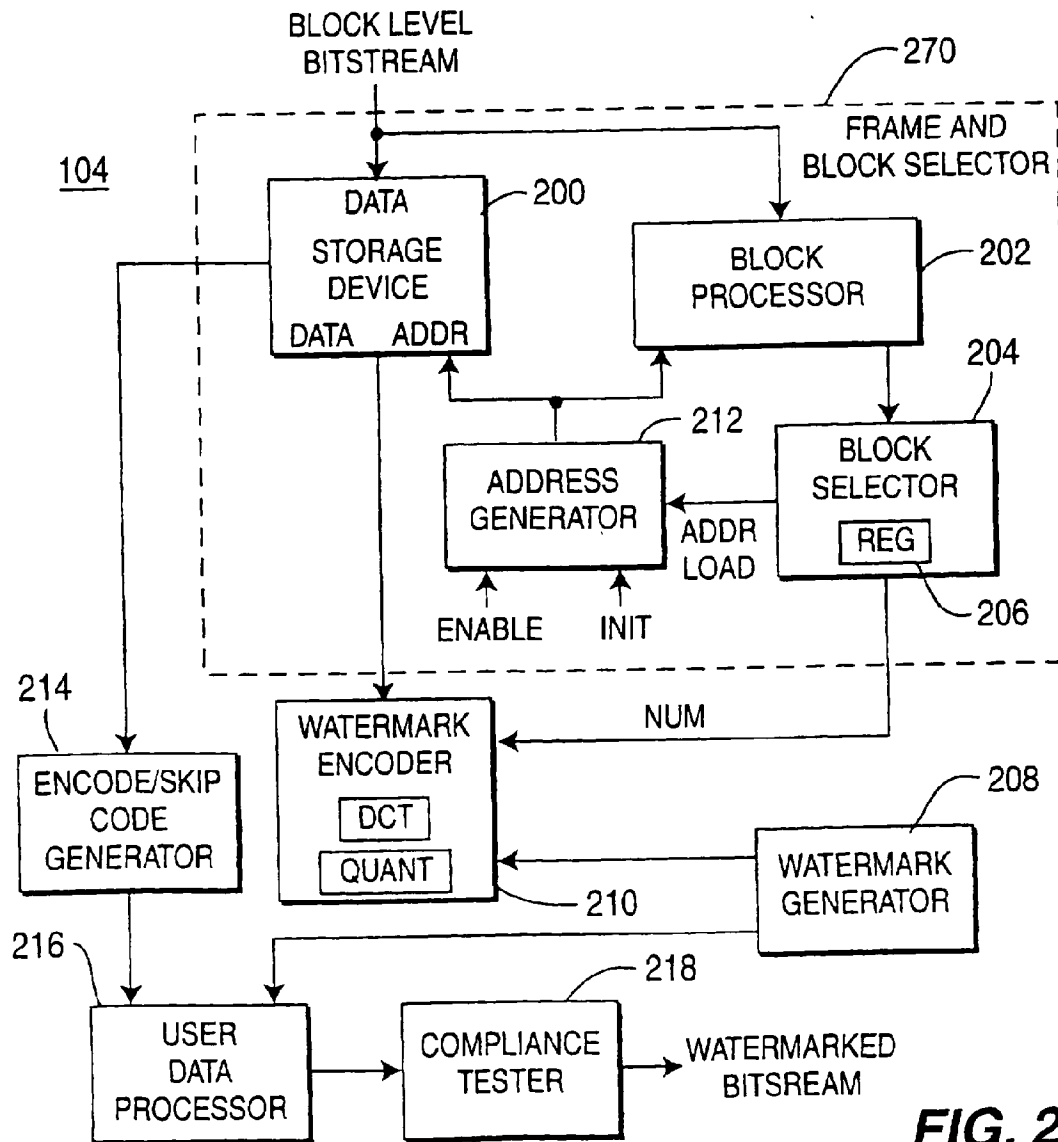 BLOCK LEVEL
BITSTREAM
270
FRAME AND
BLOCK SELECTOR
104
DATA
200
STORAGE
DEVICE
DATA ADDR
BLOCK
PROCESSOR
202
204
212
ADDRESS
GENERATOR
BLOCK
SELECTOR
REG
ADDR
LOAD
206
ENABLE
INIT
214
WATERMARK
ENCODER
NUM
ENCODE/SKIP
CODE
GENERATOR
DCT
QUANT
208
WATERMARK
GENERATOR
210
216
218
USER
DATA
PROCESSOR
COMPLIANCE
TESTER
WATERMARKED
BITSREAM
FIG. 2